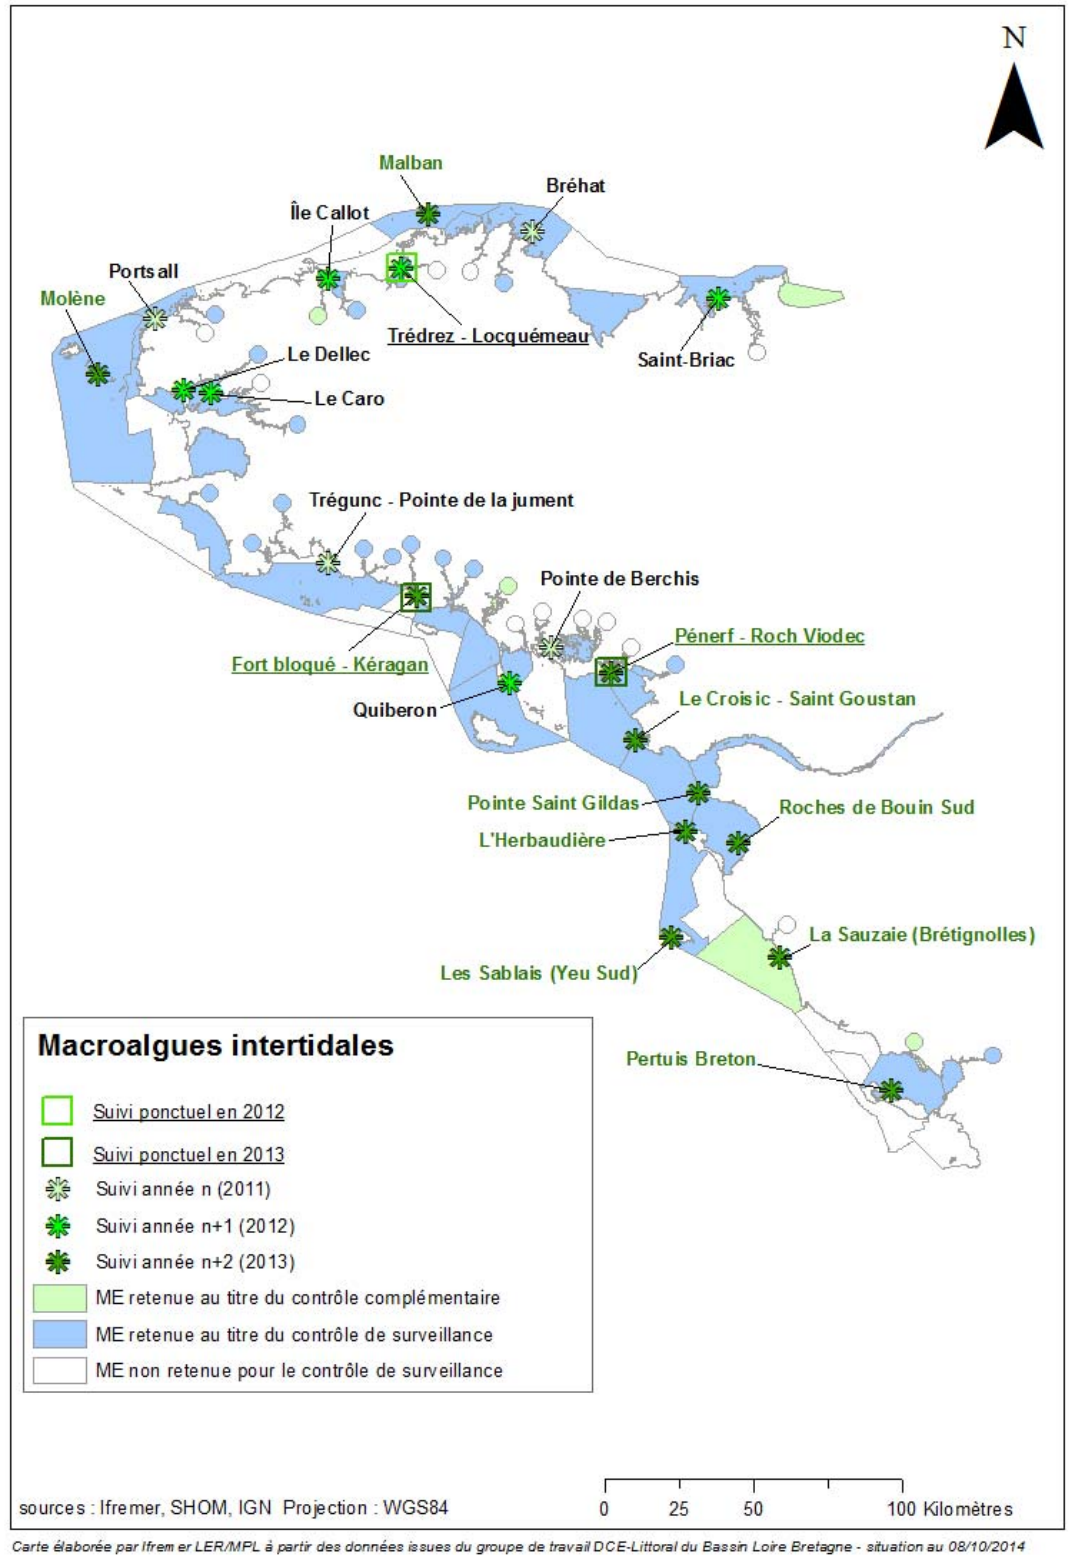 N
Malban
Bréhat
Île Callot
Portsall
Molène
Trédrez - Locquémeau
Saint-Briac
Le Dellec
Le Caro
Trégunc - Pointe de la jument
Pointe de Berchis
Pénerf - Roch Viodec
Fort bloqué - Kéragan
Le Croisic - Saint Goustan
Quiberon
Pointe Saint Gildas
Roches de Bouin Sud
L'Herbaudière
La Sauzaie (Brétignolles)
Les Sablais (Yeu Sud)
Pertuis Breton
Macroalgues intertidales
Suivi ponctuel en 2012
Suivi ponctuel en 2013
Suivi année n (2011)
Suivi année n+1 (2012)
Suivi année n+2 (2013)
ME retenue au titre du contrôle complémentaire
ME retenue au titre du contrôle de surveillance
ME non retenue pour le contrôle de surveillance
sources : Ifremer, SHOM, IGN Projection : WGS84
0 25 50 100 Kilomètres
Carte élaborée par Ifremer LER/MPL à partir des données issues du groupe de travail DCE-Littoral du Bassin Loire Bretagne - situation au 08/10/2014